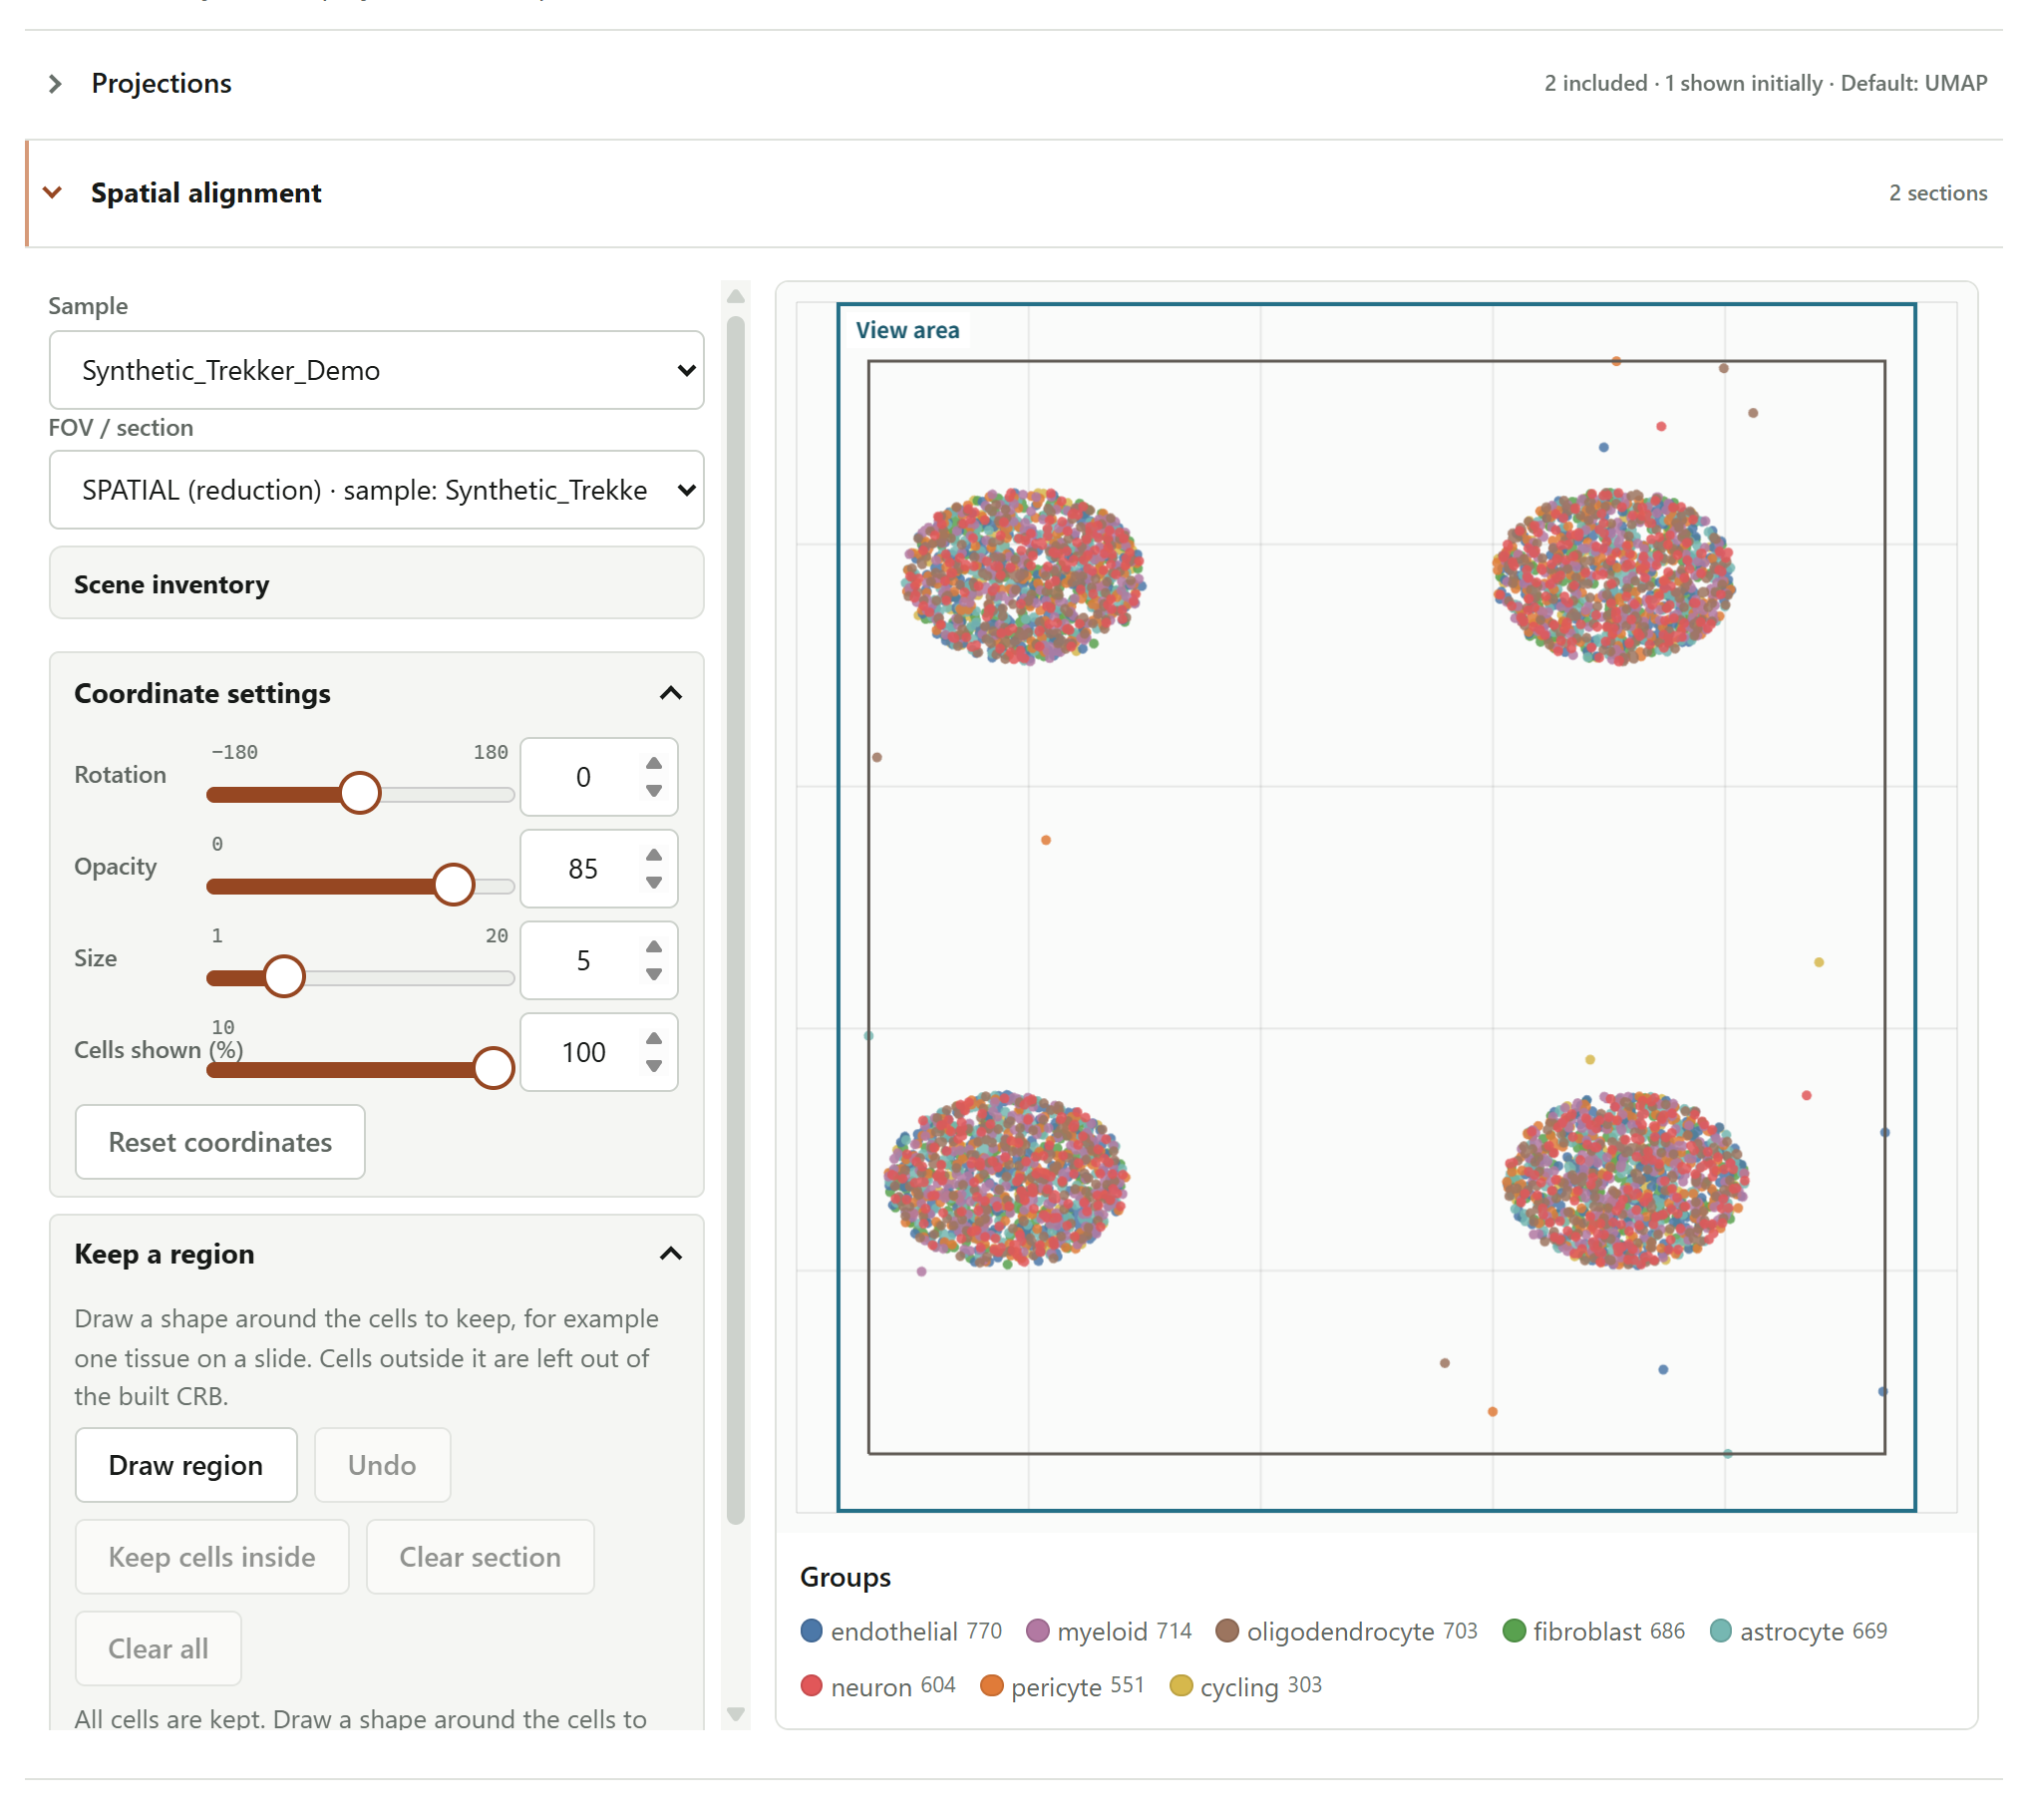 Projections
2 included · 1 shown initially · Default: UMAP
Spatial alignment
2 sections
Sample
Synthetic_Trekker_Demo
FOV / section
SPATIAL (reduction) · sample: Synthetic_Trekke
Scene inventory
Coordinate settings
Rotation
−180
180
0
Opacity
0
85
Size
1
20
5
Cells shown (%)
10
100
Reset coordinates
Keep a region
Draw a shape around the cells to keep, for example
one tissue on a slide. Cells outside it are left out of
the built CRB.
Draw region
Undo
Keep cells inside
Clear section
Clear all
All cells are kept. Draw a shape around the cells to
View area
Groups
endothelial 770 myeloid 714 oligodendrocyte 703 fibroblast 686 astrocyte 669
neuron 604 pericyte 551 cycling 303